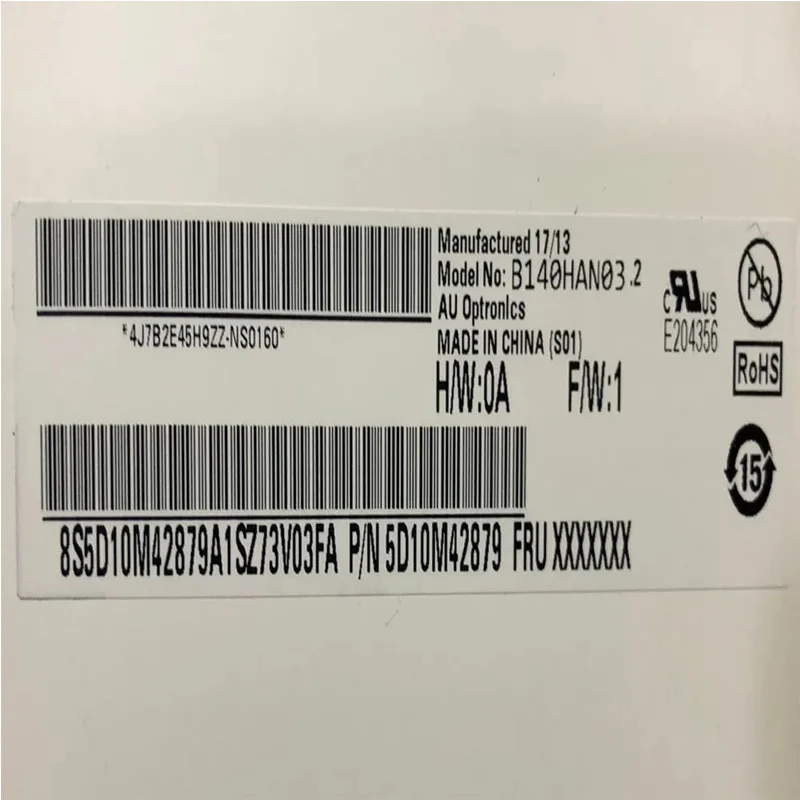 Manufactured 17/13
Model No: B140HAN03.2
AU Optronics
MADE IN CHINA (S01)
*4J7B2E45H9ZZ-NS0160*
H/W:0A F/W:1
c RU US
E204356
Pb
RoHS
15
8S5D10M42879A1SZ73V03FA P/N 5D10M42879 FRU XXXXXXX